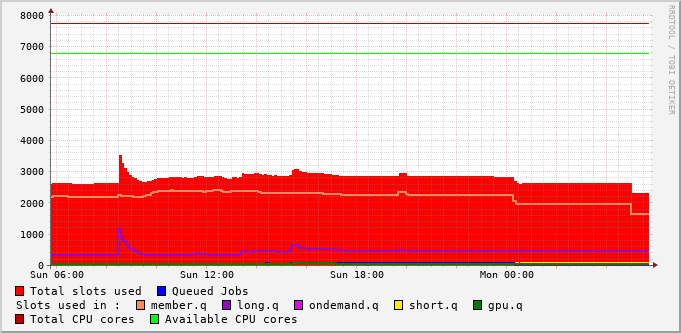 8000
7000
6000
5000
4000
3000
2000
1000
0
Sun 06:00 Sun 12:00 Sun 18:00 Mon 00:00
Total slots used Queued Jobs
Slots used in : member.q long.q ondemand.q short.q gpu.q
Total CPU cores Available CPU cores
RRDTOOL / TOBI OETIKER